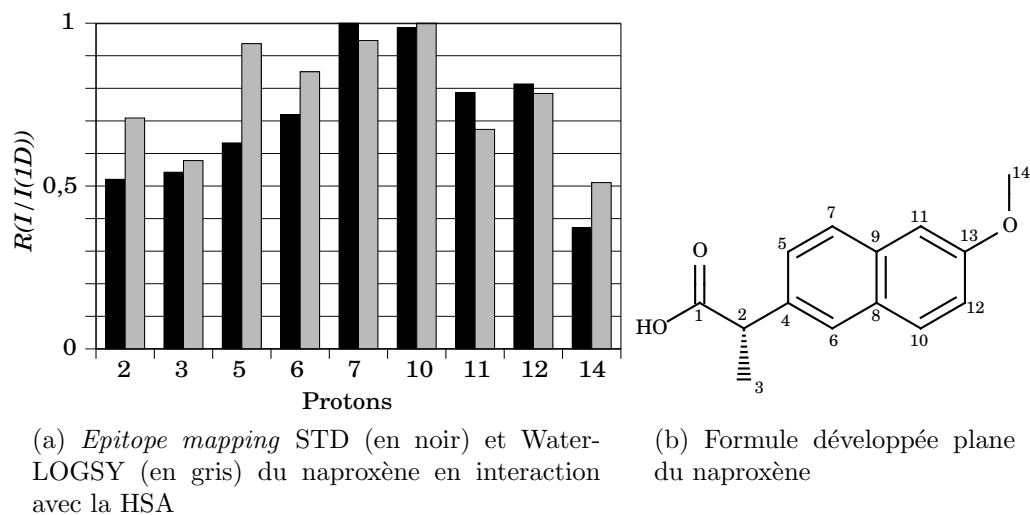 1
0,5
0
R(I/I(1D))
2 3 5 6 7 10 11 12 14
Protons
(a) Epitope mapping STD (en noir) et Water-
LOGSY (en gris) du naproxène en interaction
avec la HSA
14
O
7
11
9
13
5
O
1
2
4
8
12
HO
6
10
3
(b) Formule développée plane
du naproxène